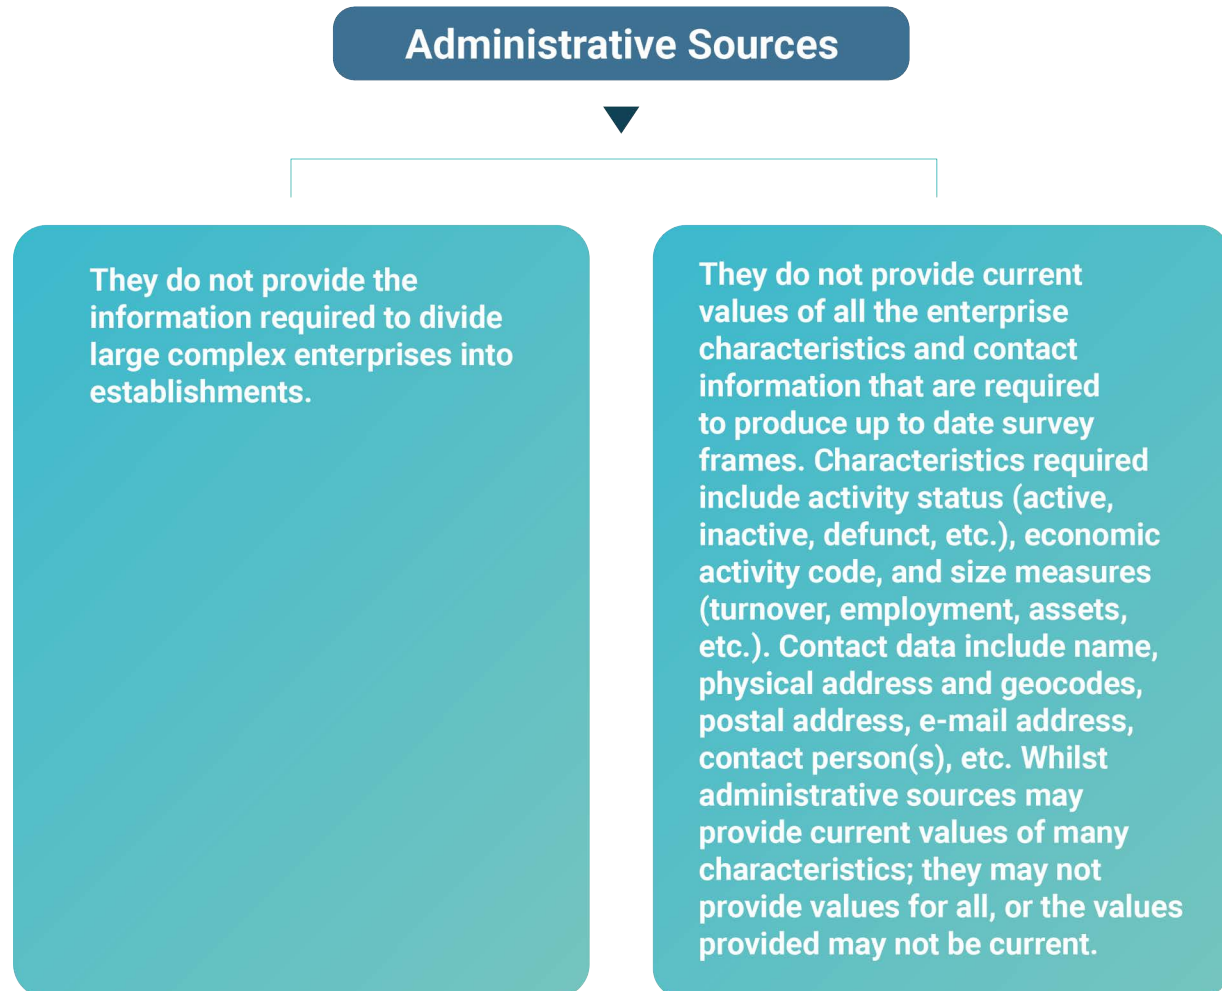 Administrative Sources
They do not provide the
information required to divide
large complex enterprises into
establishments.
They do not provide current
values of all the enterprise
characteristics and contact
information that are required
to produce up to date survey
frames. Characteristics required
include activity status (active,
inactive, defunct, etc.), economic
activity code, and size measures
(turnover, employment, assets,
etc.). Contact data include name,
physical address and geocodes,
postal address, e-mail address,
contact person(s), etc. Whilst
administrative sources may
provide current values of many
characteristics; they may not
provide values for all, or the values
provided may not be current.